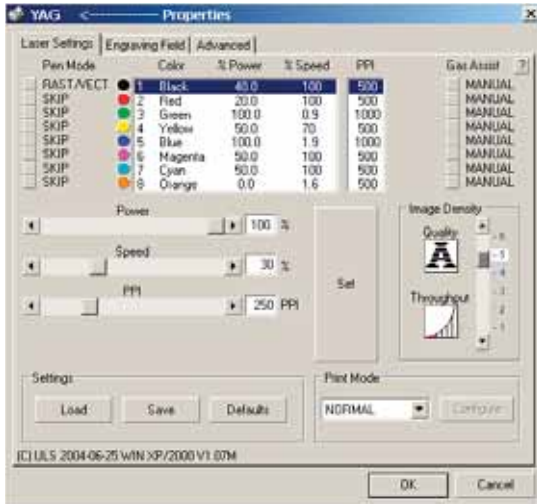 YAG <---------- Properties
Laser Settings Engraving Field Advanced
Pen Mode Color % Power % Speed PPI Gas Assist ?
RAST/VECT 1 Black 40.0 100 500 MANUAL
SKIP 2 Red 20.0 100 500 MANUAL
SKIP 3 Green 100.0 0.9 1000 MANUAL
SKIP 4 Yellow 50.0 70 500 MANUAL
SKIP 5 Blue 100.0 1.9 1000 MANUAL
SKIP 6 Magenta 50.0 100 500 MANUAL
SKIP 7 Cyan 50.0 100 500 MANUAL
SKIP 8 Orange 0.0 1.6 500 MANUAL
Power
100 %
Speed
30 %
PPI
250 PPI
Set
Image Density
Quality
Throughput
- 6
- 5
- 4
- 3
2
- 1
Settings
Load Save Defaults
Print Mode
NORMAL Configure
(C) ULS 2004-06-25 WIN XP/2000 V1.07M
OK Cancel